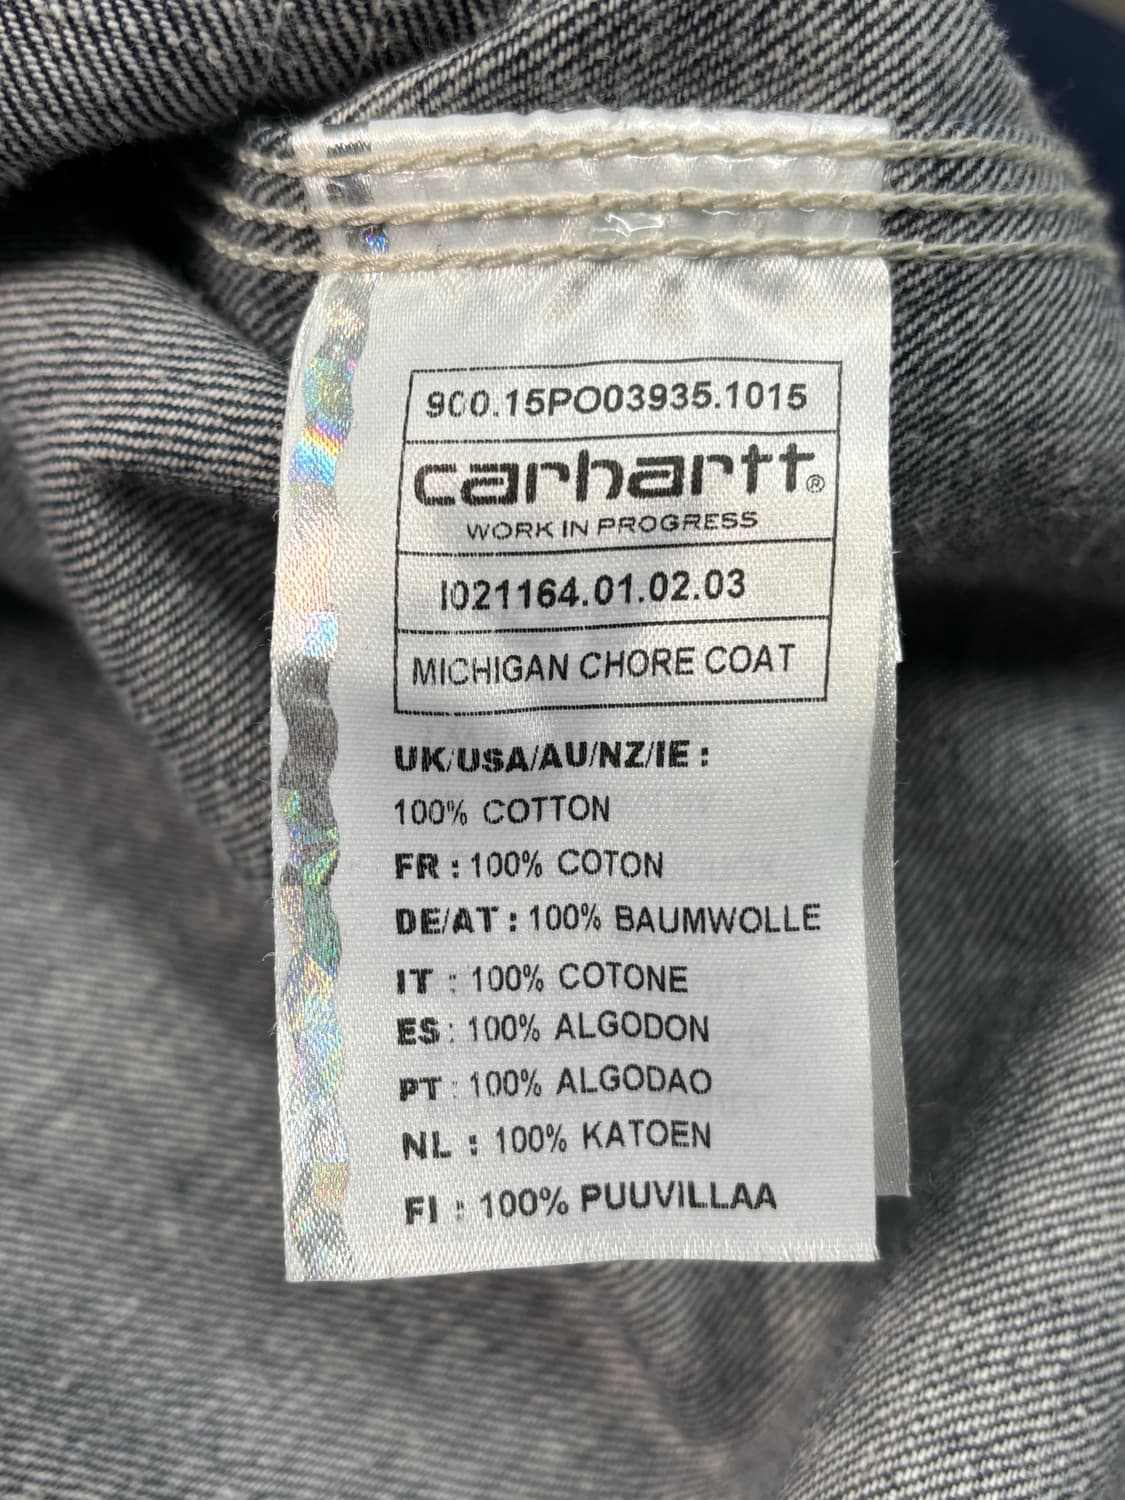 900.15PO03935.1015
carhartt®
WORK IN PROGRESS
I021164.01.02.03
MICHIGAN CHORE COAT
UK/USA/AU/NZ/IE :
100% COTTON
FR : 100% COTON
DE/AT : 100% BAUMWOLLE
IT : 100% COTONE
ES : 100% ALGODON
PT : 100% ALGODAO
NL : 100% KATOEN
FI : 100% PUUVILLAA